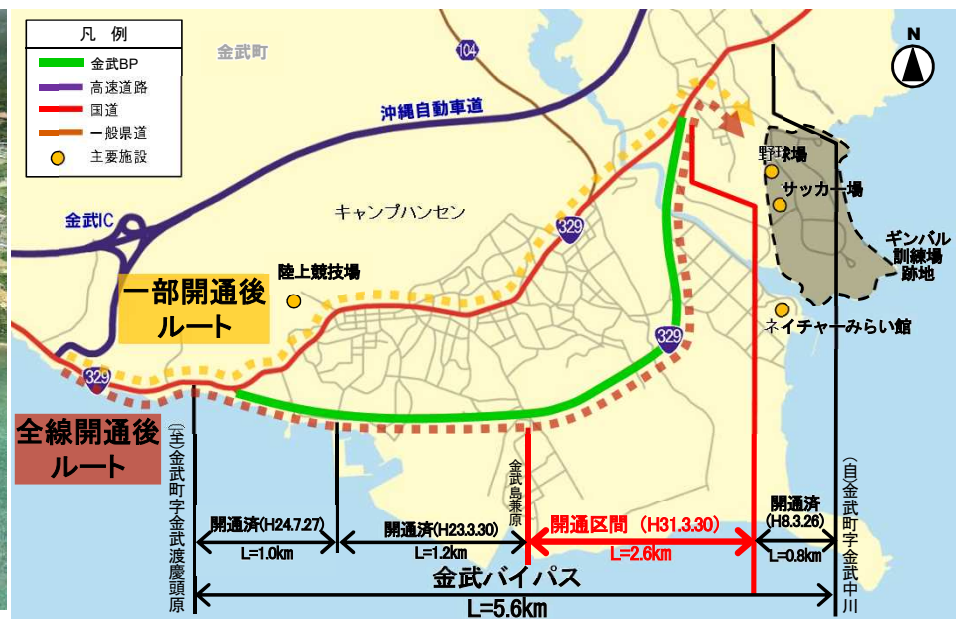 凡 例
金武BP
高速道路
国道
一般県道
主要施設
金武町
104
N
沖縄自動車道
金武IC
キャンプハンセン
329
野球場
サッカー場
ギンバル
訓練場
跡地
陸上競技場
一部開通後
ルート
ネイチャーみらい館
329
329
全線開通後
ルート
(至)金武町字金武渡慶頭原
金武島兼原
(自)金武町字金武中川
開通済(H24.7.27)
L=1.0km
開通済(H23.3.30)
L=1.2km
開通区間 (H31.3.30)
L=2.6km
開通済
(H8.3.26)
L=0.8km
金武バイパス
L=5.6km